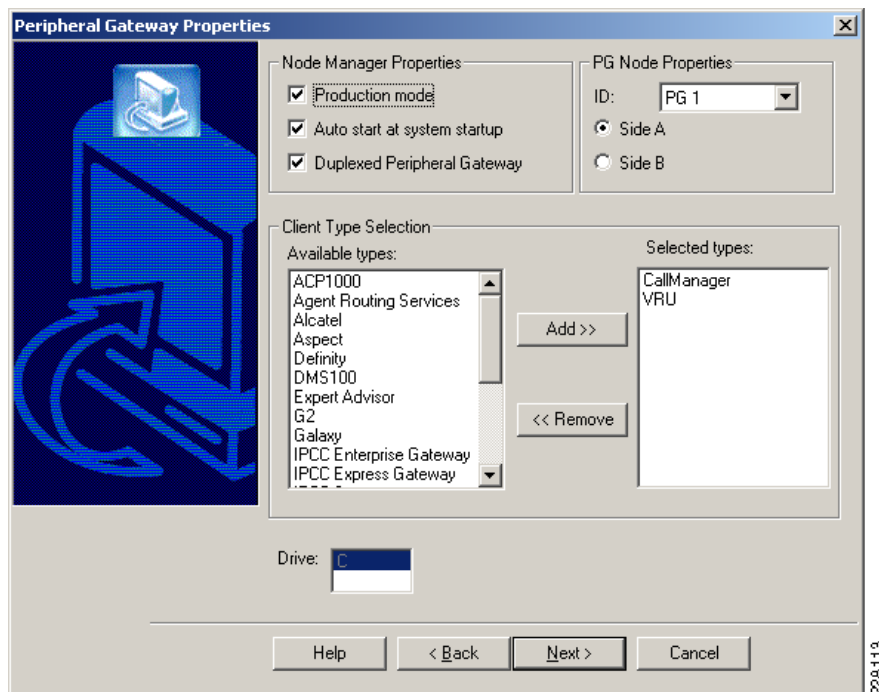 Peripheral Gateway Properties
Node Manager Properties
Production mode
Auto start at system startup
Duplexed Peripheral Gateway
PG Node Properties
ID: PG 1
Side A
Side B
Client Type Selection
Available types:
ACP1000
Agent Routing Services
Alcatel
Aspect
Definity
DMS100
Expert Advisor
G2
Galaxy
IPCC Enterprise Gateway
IPCC Express Gateway
Add >>
<< Remove
Selected types:
CallManager
VRU
Drive: C
Help
< Back
Next >
Cancel